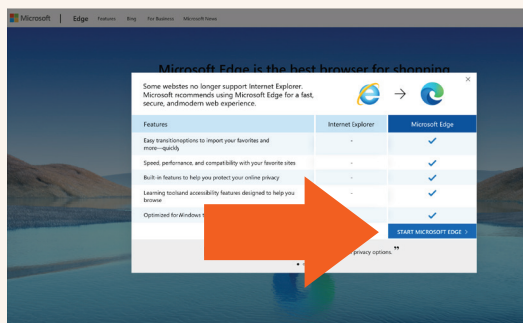 Microsoft Edge Features Bing For Business Microsoft News
Microsoft Edge is the best browser for shopping
Some websites no longer support Internet Explorer.
Microsoft rcommends using Microsoft Edge for a fast,
secure, andmodern web experience.
Features Internet Explorer Microsoft Edge
Easy transitionoptions to import your favorites and
more—quickly
Speed, performance, and compatibility with your favorite sites
Built-in featurs to help you protect your online privacy
Learning toolsand accessibility features designed to help you
browse
Optimized for Windows
START MICROSOFT EDGE >
privacy options. ”